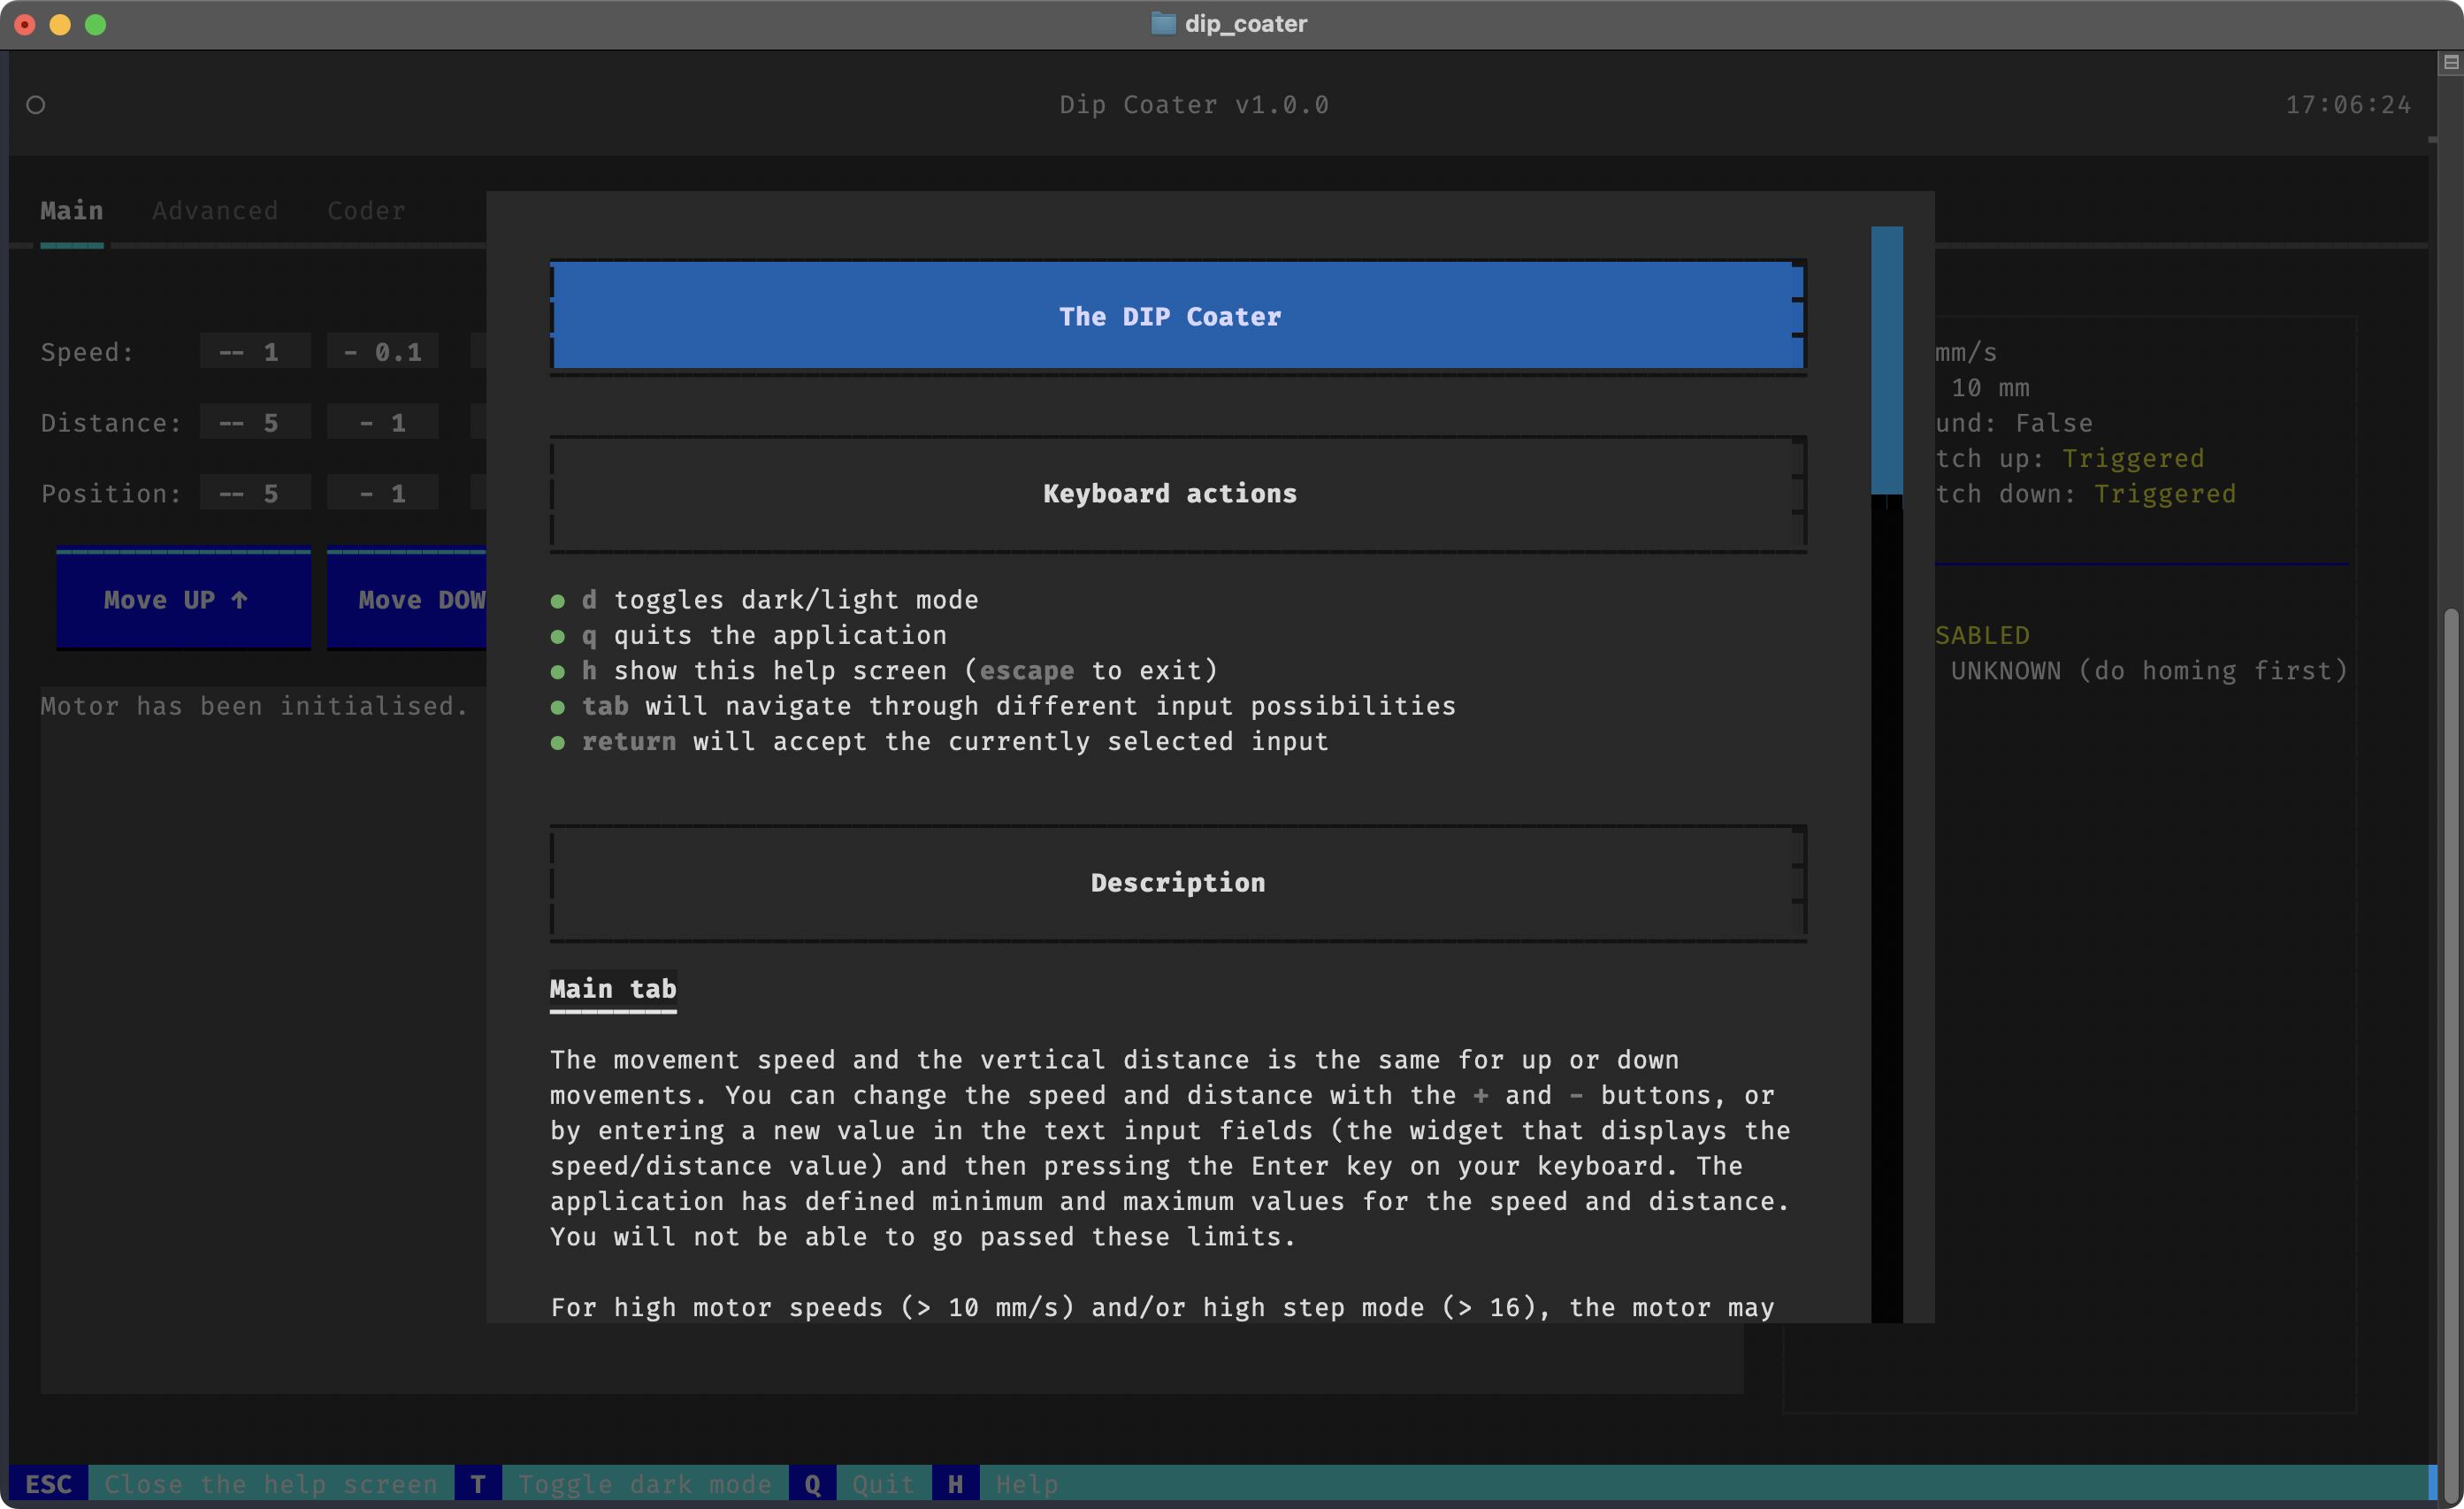 dip_coater
Dip Coater v1.0.0
17:06:24
Main Advanced Coder
Speed: -- 1 - 0.1
Distance: -- 5 - 1
Position: -- 5 - 1
Move UP ↑ Move DOW
Motor has been initialised.
The DIP Coater
Keyboard actions
• d toggles dark/light mode
• q quits the application
• h show this help screen (escape to exit)
• tab will navigate through different input possibilities
• return will accept the currently selected input
Description
Main tab
The movement speed and the vertical distance is the same for up or down
movements. You can change the speed and distance with the + and - buttons, or
by entering a new value in the text input fields (the widget that displays the
speed/distance value) and then pressing the Enter key on your keyboard. The
application has defined minimum and maximum values for the speed and distance.
You will not be able to go passed these limits.
For high motor speeds (> 10 mm/s) and/or high step mode (> 16), the motor may
mm/s
10 mm
und: False
tch up: Triggered
tch down: Triggered
SABLED
UNKNOWN (do homing first)
ESC Close the help screen T Toggle dark mode Q Quit H Help